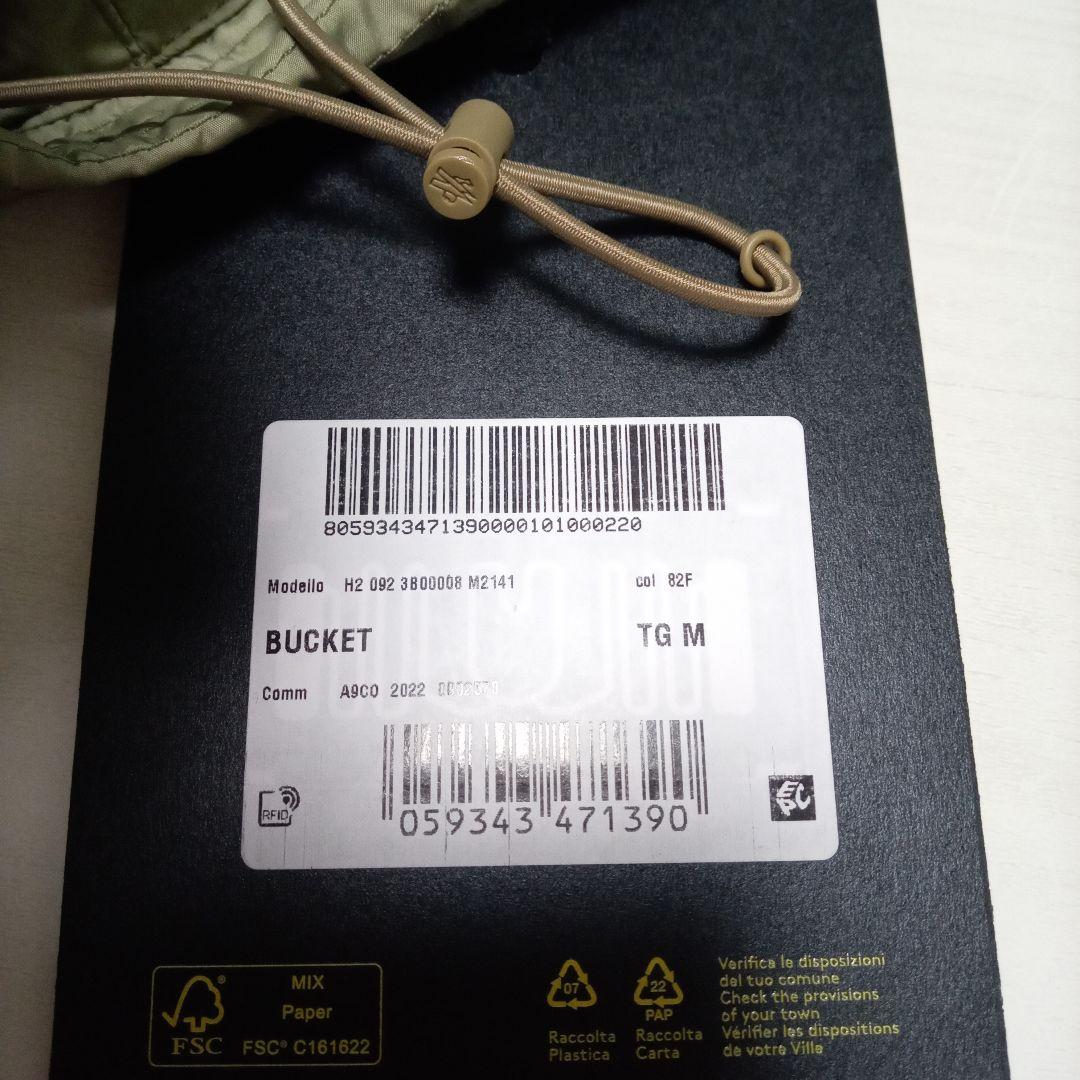 8059343471390000101000220
Modello H2 092 3B00008 M2141 col 82F
BUCKET TG M
Comm A9CO 2022
059343 471390
RFID
EPC
MIX
Paper
FSC FSC® C161622
07
22
PAP
Raccolta
Plastica
Raccolta
Carta
Verifica le disposizioni
del tuo comune
Check the provisions
of your town
Vérifier les dispositions
de votre Ville